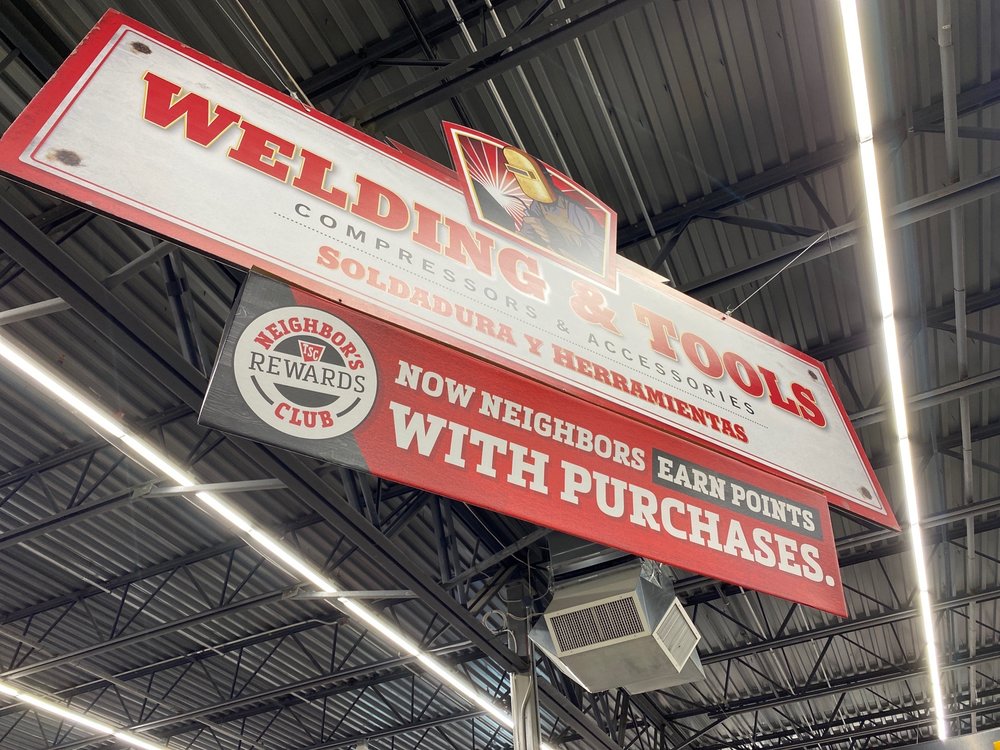 WELDING & TOOLS
COMPRESSORS & ACCESSORIES
SOLDADURA Y HERRAMIENTAS
NEIGHBOR'S
TSC
REWARDS
CLUB
NOW NEIGHBORS EARN POINTS
WITH PURCHASES.